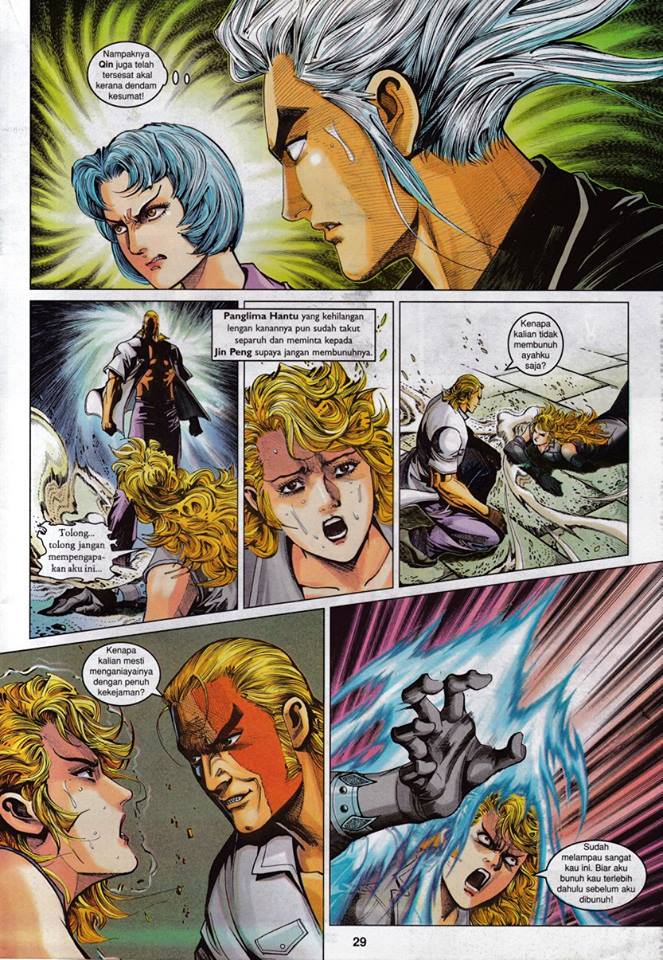 Nampaknya
Qin juga telah
tersesat akal
kerana dendam
kesumat!
Panglima Hantu yang kehilangan
lengan kanannya pun sudah takut
separuh dan meminta kepada
Jin Peng supaya jangan membunuhnya.
Tolong...
tolong jangan
mempengapa-
kan aku ini...
Kenapa
kalian tidak
membunuh
ayahku
saja?
Kenapa
kalian mesti
menganiayainya
dengan penuh
kekejaman?
Sudah
melampau sangat
kau ini. Biar aku
bunuh kau terlebih
dahulu sebelum aku
dibunuh!
29